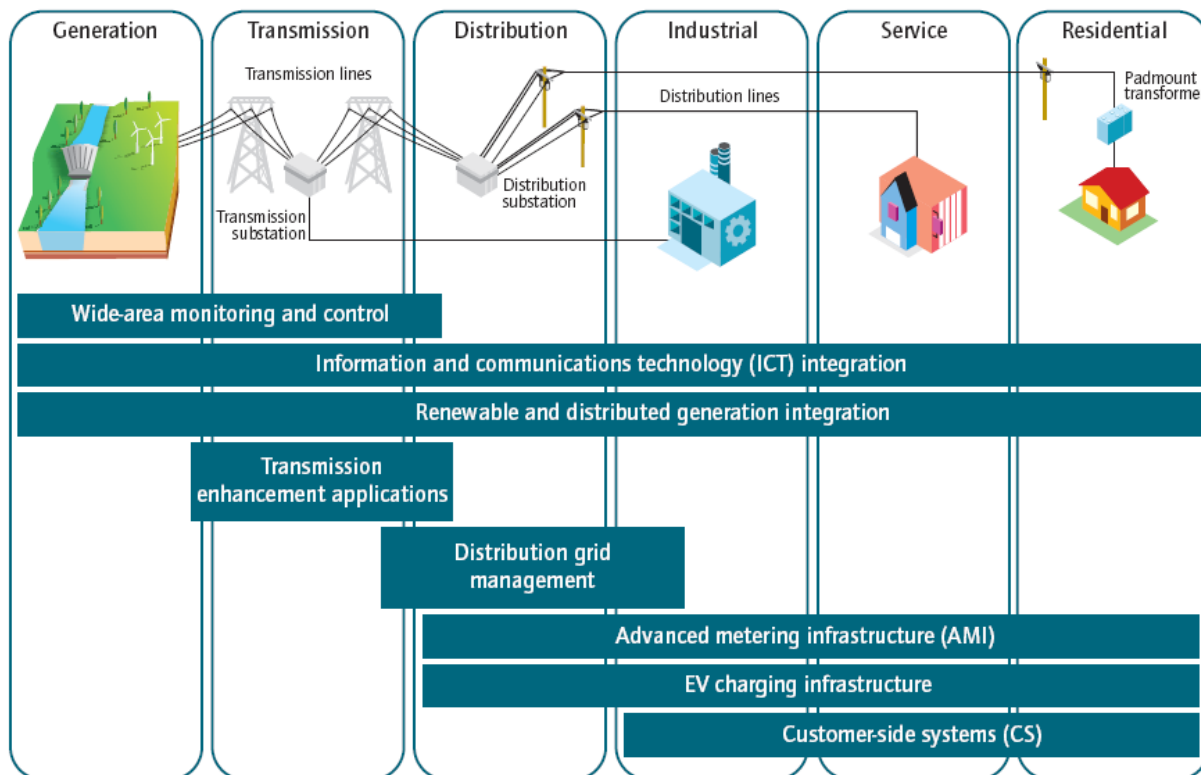 Generation
Transmission
Distribution
Industrial
Service
Residential
Transmission lines
Distribution lines
Padmount
transforme
Transmission
substation
Distribution
substation
Wide-area monitoring and control
Information and communications technology (ICT) integration
Renewable and distributed generation integration
Transmission
enhancement applications
Distribution grid
management
Advanced metering infrastructure (AMI)
EV charging infrastructure
Customer-side systems (CS)